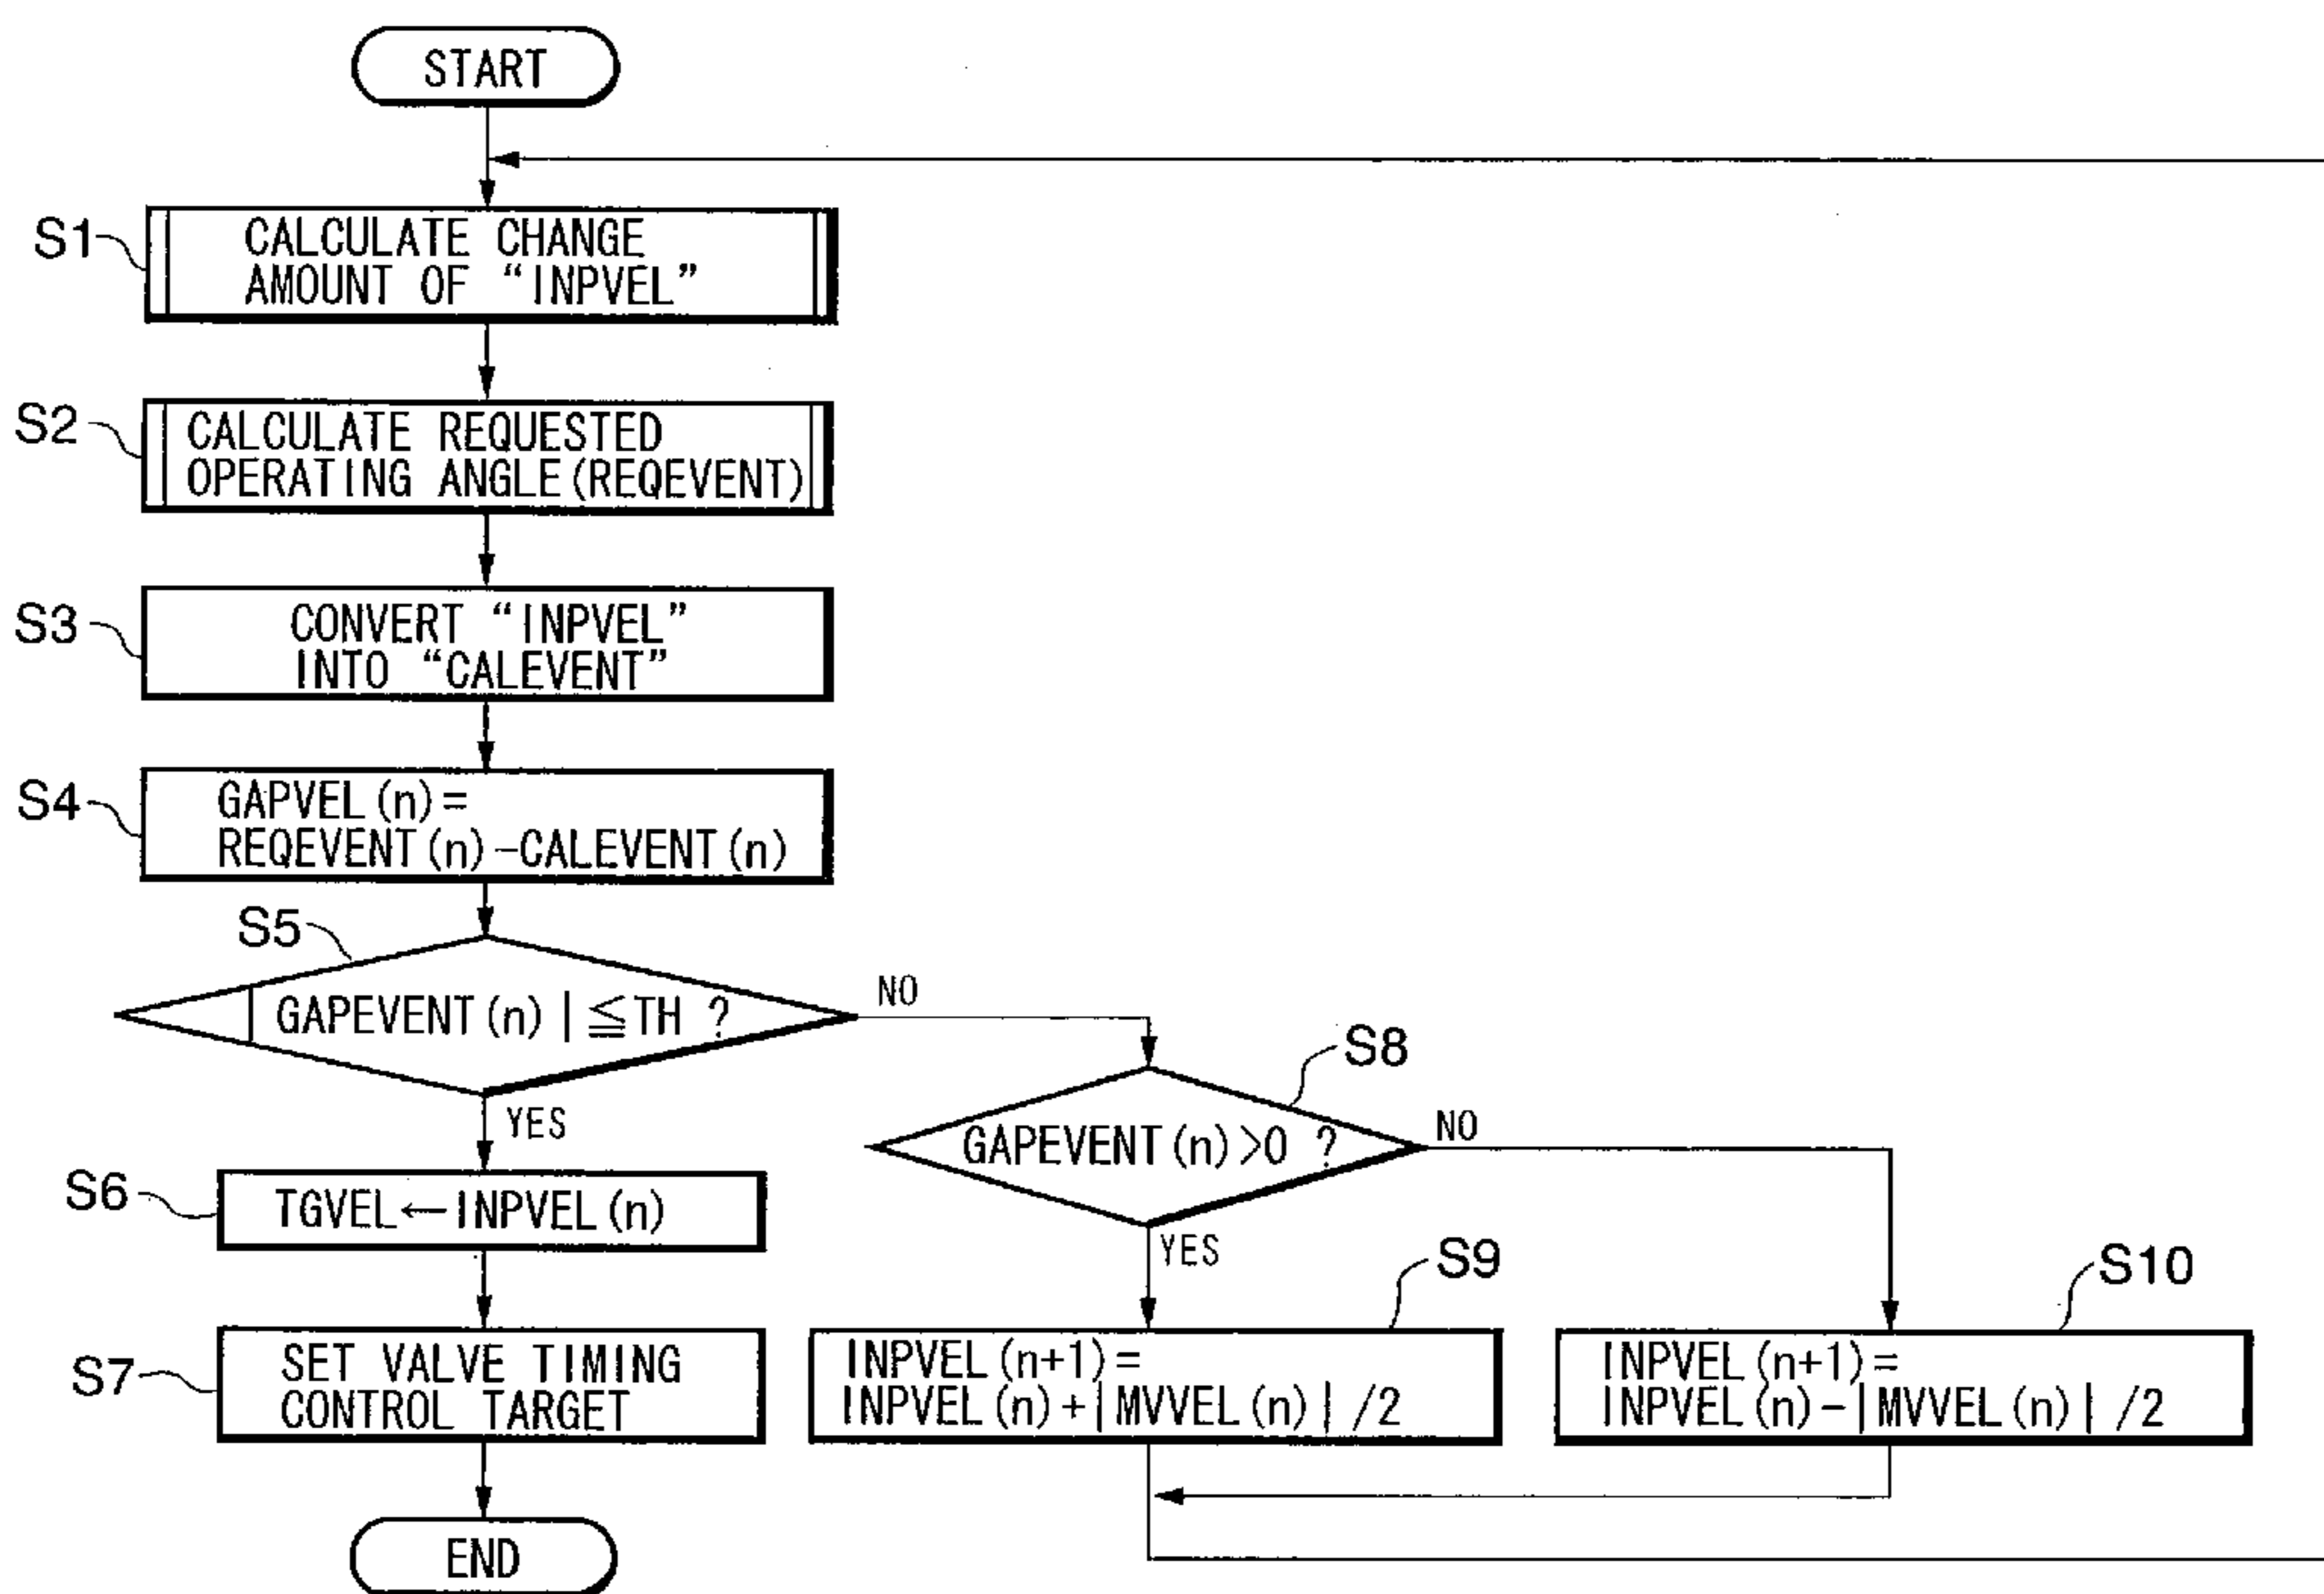 START
S1
CALCULATE CHANGE
AMOUNT OF “INPVEL”
S2
CALCULATE REQUESTED
OPERATING ANGLE(REQEVENT)
S3
CONVERT “INPVEL”
INTO “CALEVENT”
S4
GAPVEL(n)=
REQEVENT(n)-CALEVENT(n)
S5
| GAPEVENT(n) | ≦TH ?
NO
YES
S6
TGVEL←INPVEL(n)
S7
SET VALVE TIMING
CONTROL TARGET
END
S8
GAPEVENT(n)>0 ?
NO
YES
S9
INPVEL(n+1)=
INPVEL(n)+|MVVEL(n)| /2
S10
INPVEL(n+1)=
INPVEL(n)-|MVVEL(n)| /2